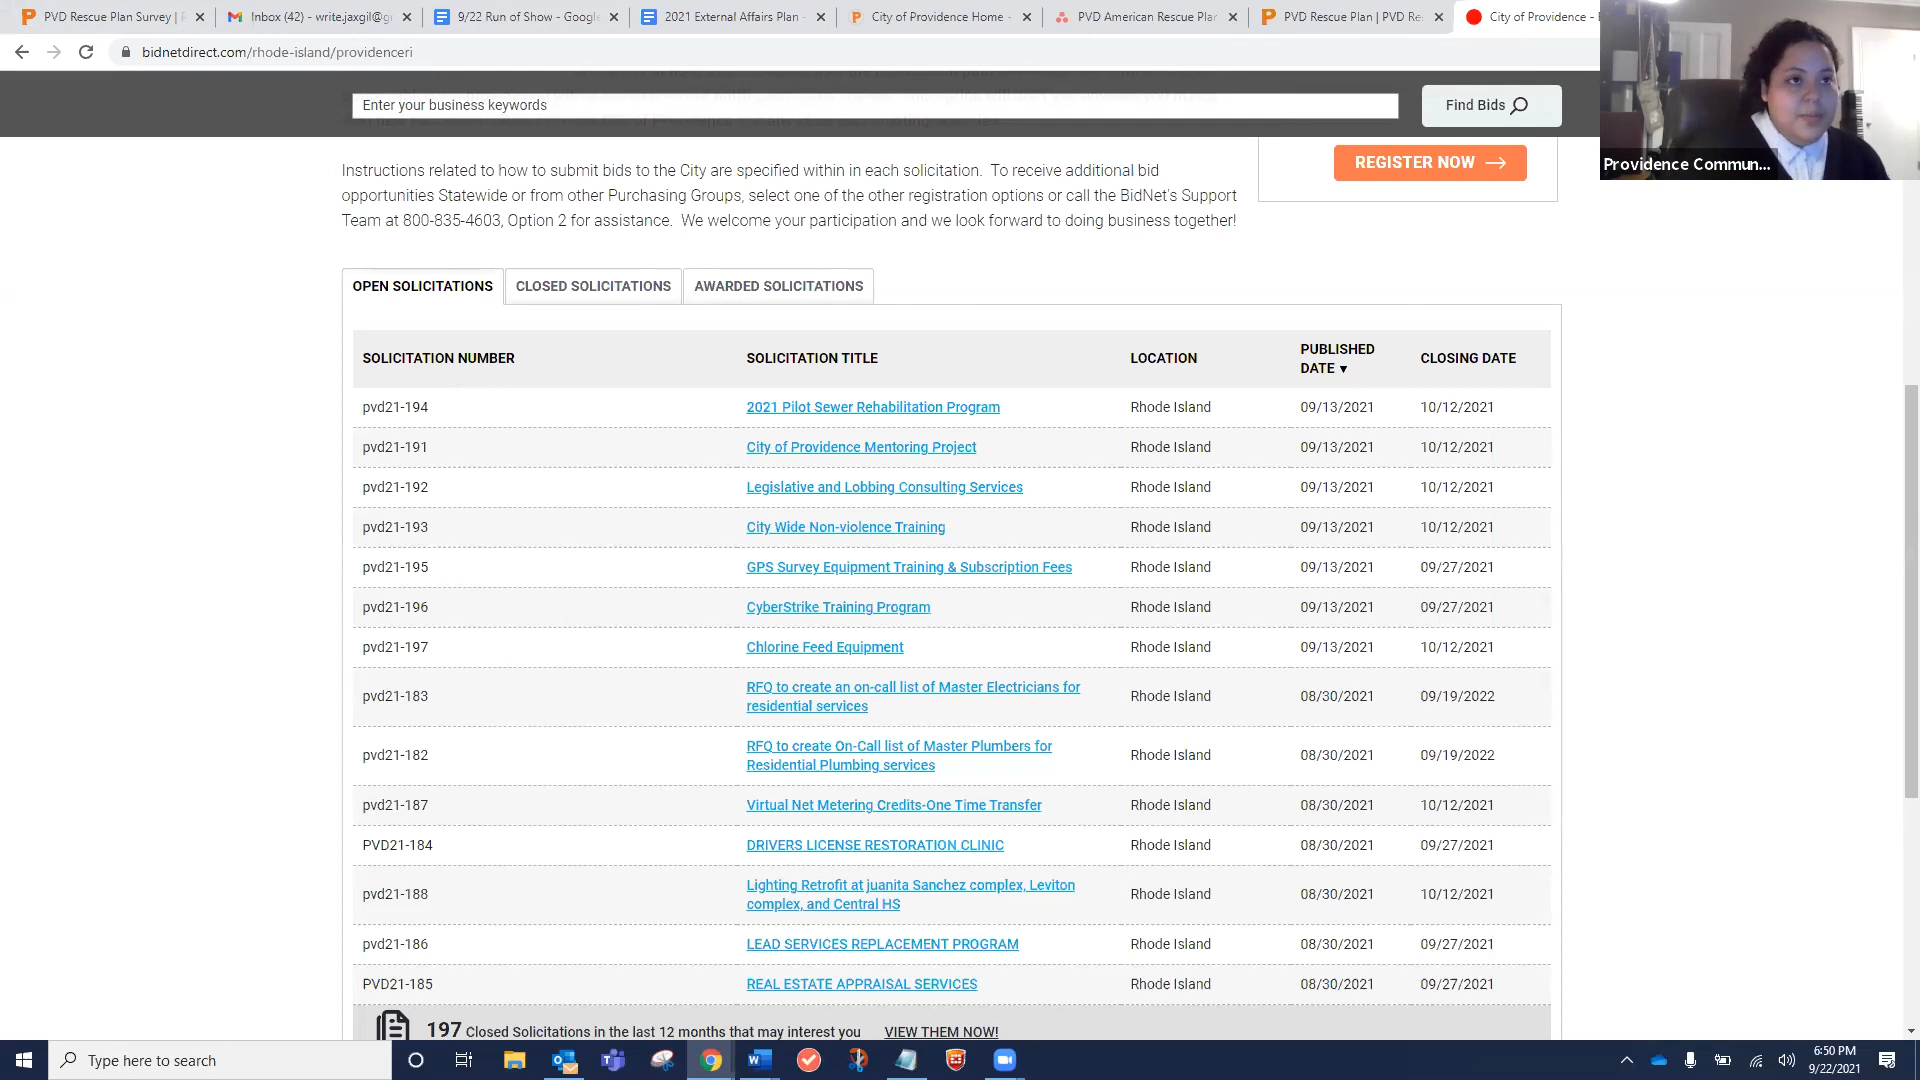 PVD Rescue Plan Survey | P
Inbox (42) - write.jaxgil@g
9/22 Run of Show - Google
2021 External Affairs Plan -
City of Providence Home -
PVD American Rescue Plan
PVD Rescue Plan | PVD Re
City of Providence -
bidnetdirect.com/rhode-island/providenceri
Enter your business keywords
Find Bids
Providence Commun...
REGISTER NOW
Instructions related to how to submit bids to the City are specified within in each solicitation. To receive additional bid
opportunities Statewide or from other Purchasing Groups, select one of the other registration options or call the BidNet's Support
Team at 800-835-4603, Option 2 for assistance. We welcome your participation and we look forward to doing business together!
OPEN SOLICITATIONS CLOSED SOLICITATIONS AWARDED SOLICITATIONS
SOLICITATION NUMBER SOLICITATION TITLE LOCATION PUBLISHED DATE ▼ CLOSING DATE
pvd21-194 2021 Pilot Sewer Rehabilitation Program Rhode Island 09/13/2021 10/12/2021
pvd21-191 City of Providence Mentoring Project Rhode Island 09/13/2021 10/12/2021
pvd21-192 Legislative and Lobbing Consulting Services Rhode Island 09/13/2021 10/12/2021
pvd21-193 City Wide Non-violence Training Rhode Island 09/13/2021 10/12/2021
pvd21-195 GPS Survey Equipment Training & Subscription Fees Rhode Island 09/13/2021 09/27/2021
pvd21-196 CyberStrike Training Program Rhode Island 09/13/2021 09/27/2021
pvd21-197 Chlorine Feed Equipment Rhode Island 09/13/2021 10/12/2021
pvd21-183 RFQ to create an on-call list of Master Electricians for
residential services Rhode Island 08/30/2021 09/19/2022
pvd21-182 RFQ to create On-Call list of Master Plumbers for
Residential Plumbing services Rhode Island 08/30/2021 09/19/2022
pvd21-187 Virtual Net Metering Credits-One Time Transfer Rhode Island 08/30/2021 10/12/2021
PVD21-184 DRIVERS LICENSE RESTORATION CLINIC Rhode Island 08/30/2021 09/27/2021
pvd21-188 Lighting Retrofit at juanita Sanchez complex, Leviton
complex, and Central HS Rhode Island 08/30/2021 10/12/2021
pvd21-186 LEAD SERVICES REPLACEMENT PROGRAM Rhode Island 08/30/2021 09/27/2021
PVD21-185 REAL ESTATE APPRAISAL SERVICES Rhode Island 08/30/2021 09/27/2021
197 Closed Solicitations in the last 12 months that may interest you VIEW THEM NOW!
Type here to search
6:50 PM
9/22/2021